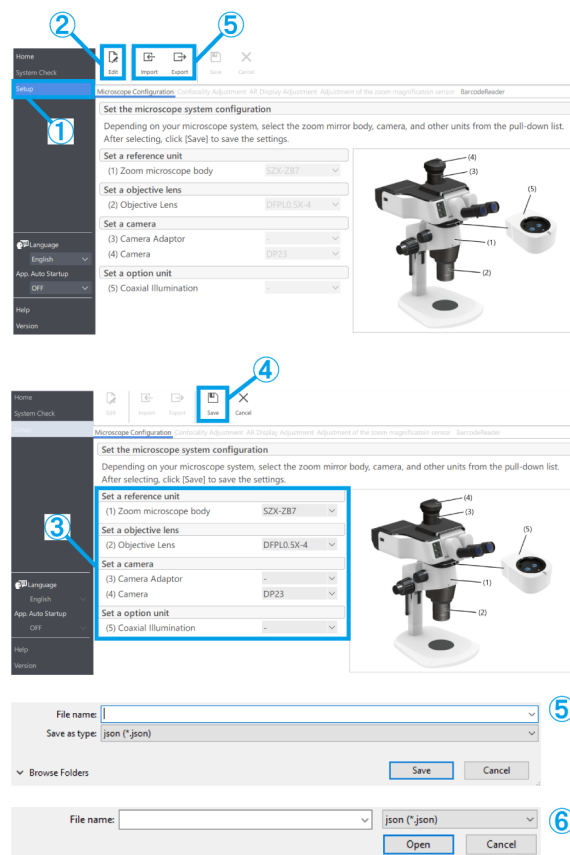 ② ⑤
Home
System Check
Setup
Edit Import Export Save Cancel
①
Microscope Configuration Confocality Adjustment AR Display Adjustment Adjustment of the zoom magnification sensor BarcodeReader
Set the microscope system configuration
Depending on your microscope system, select the zoom mirror body, camera, and other units from the pull-down list.
After selecting, click [Save] to save the settings.
Set a reference unit
(1) Zoom microscope body SZX-ZB7
Set a objective lens
(2) Objective Lens DFPL0.5X-4
Set a camera
(3) Camera Adaptor -
(4) Camera DP23
Set a option unit
(5) Coaxial Illumination -
(4)
(3)
(5)
(1)
(2)
Language
English
App. Auto Startup
OFF
Help
Version
④
Home
System Check
Setup
Edit Import Export Save Cancel
Microscope Configuration Confocality Adjustment AR Display Adjustment Adjustment of the zoom magnification sensor BarcodeReader
Set the microscope system configuration
Depending on your microscope system, select the zoom mirror body, camera, and other units from the pull-down list.
After selecting, click [Save] to save the settings.
③
Set a reference unit
(1) Zoom microscope body SZX-ZB7
Set a objective lens
(2) Objective Lens DFPL0.5X-4
Set a camera
(3) Camera Adaptor -
(4) Camera DP23
Set a option unit
(5) Coaxial Illumination -
(4)
(3)
(5)
(1)
(2)
Language
English
App. Auto Startup
OFF
Help
Version
File name: ⑤
Save as type: json (*.json)
Browse Folders Save Cancel
File name: json (*.json) ⑥
Open Cancel